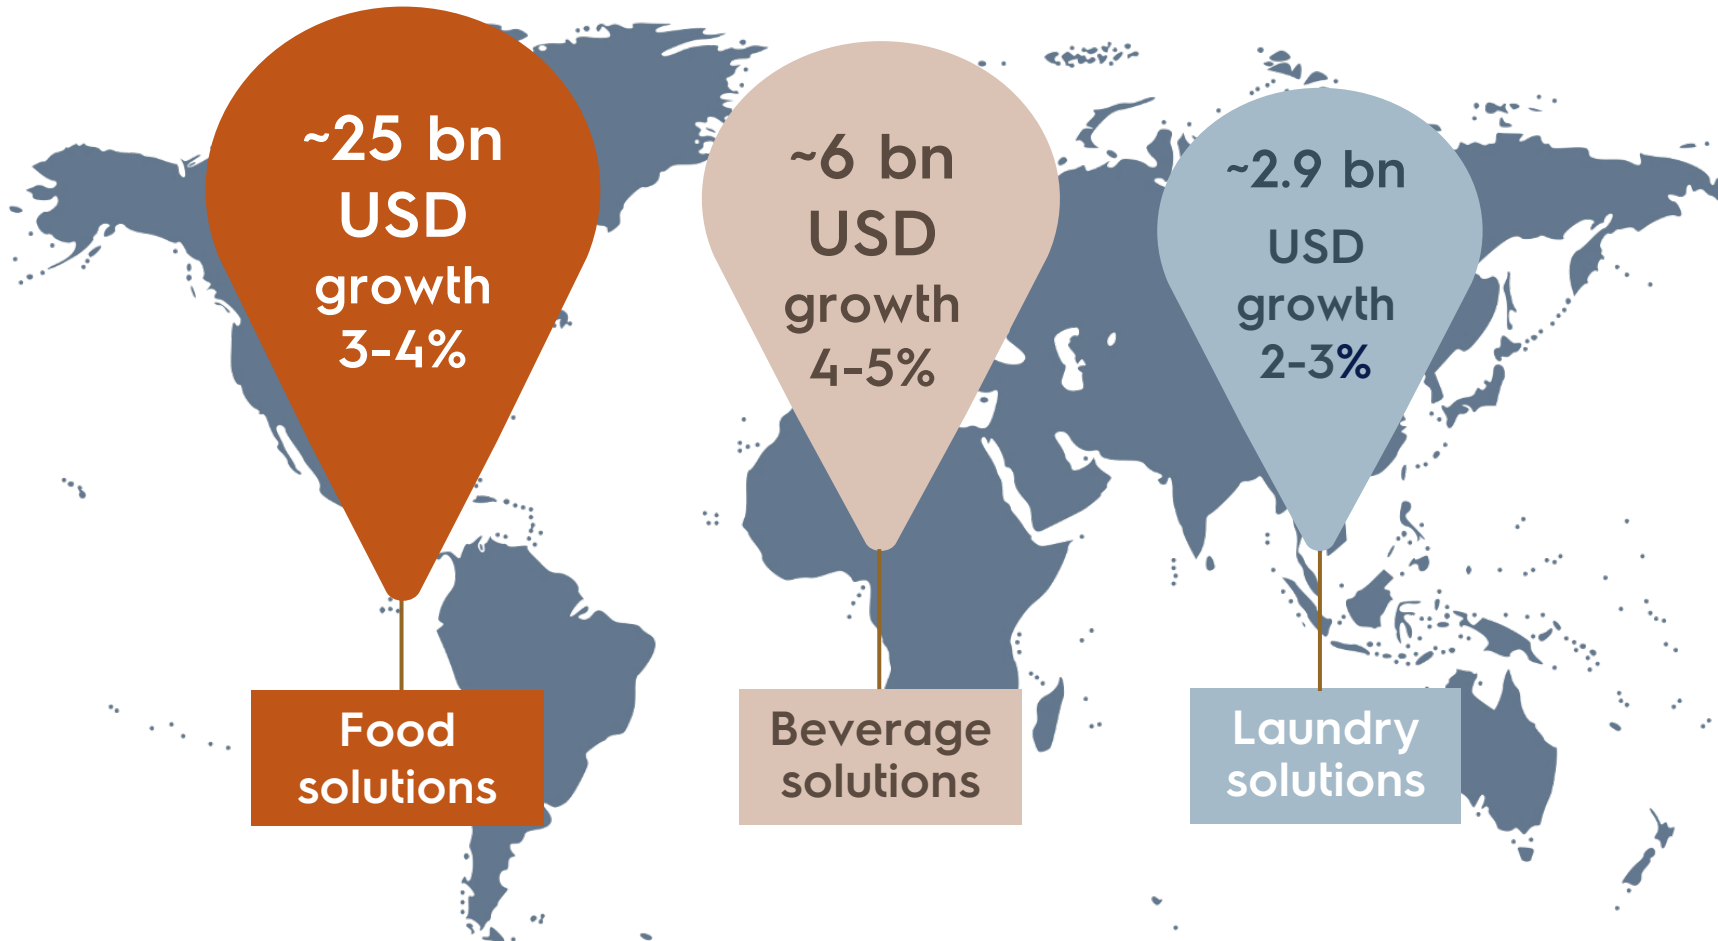 ~25 bn
USD
growth
3-4%
Food
solutions
~6 bn
USD
growth
4-5%
Beverage
solutions
~2.9 bn
USD
growth
2-3%
Laundry
solutions